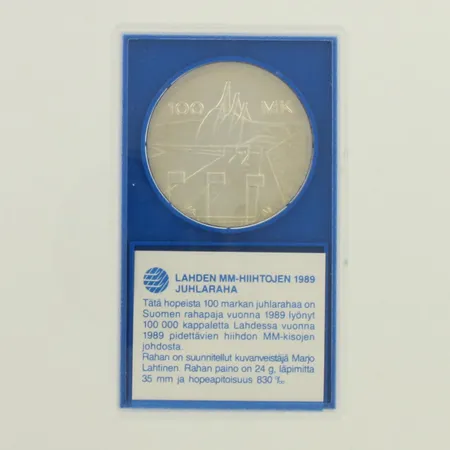 100 MK
LAHDEN MM-HIIHTOJEN 1989
JUHLARAHA
Tätä hopeista 100 markan juhlarahaa on
Suomen rahapaja vuonna 1989 lyönyt
100 000 kappaletta Lahdessa vuonna
1989 pidettävien hiihdon MM-kisojen
johdosta.
Rahan on suunnitellut kuvanveistäjä Marjo
Lahtinen. Rahan paino on 24 g, läpimitta
35 mm ja hopeapitoisuus 830 ‰